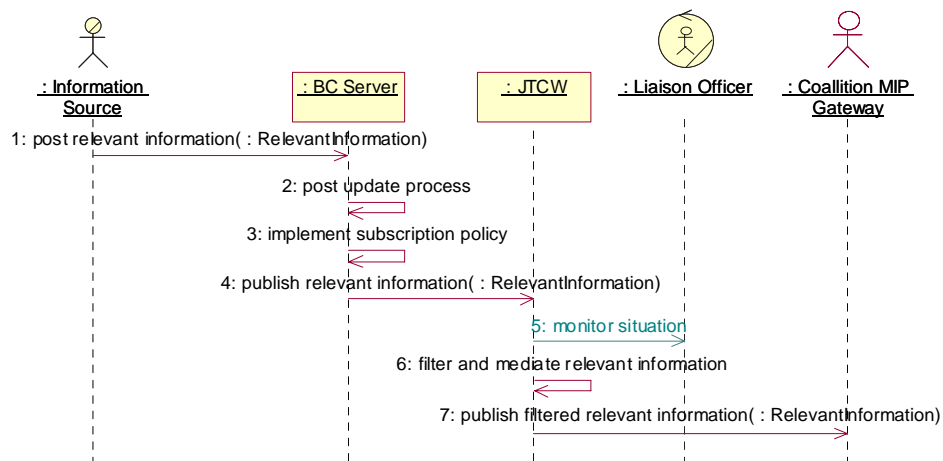 : Information
Source
: BC Server
: JTCW
: Liaison Officer
: Coallition MIP
Gateway
1: post relevant information( : RelevantInformation)
2: post update process
3: implement subscription policy
4: publish relevant information( : RelevantInformation)
5: monitor situation
6: filter and mediate relevant information
7: publish filtered relevant information( : RelevantInformation)